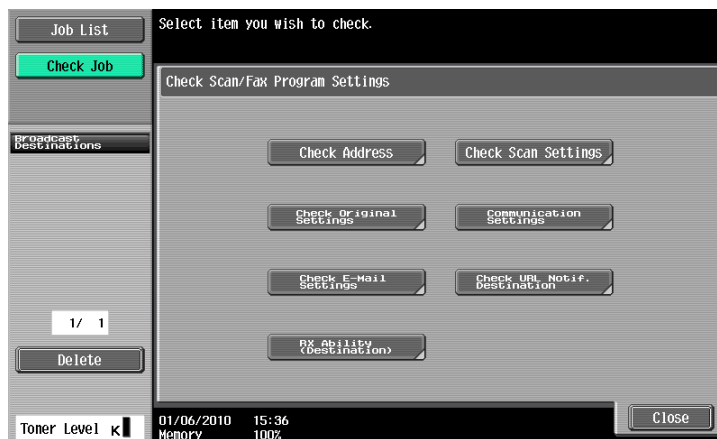 Job List
Select item you wish to check.
Check Job
Check Scan/Fax Program Settings
Broadcast
Destinations
Check Address
Check Scan Settings
Check Original
Settings
Communication
Settings
Check E-Mail
Settings
Check URL Notif.
Destination
1/ 1
RX Ability
(Destination)
Delete
Close
Toner Level K
01/06/2010 15:36
Memory 100%